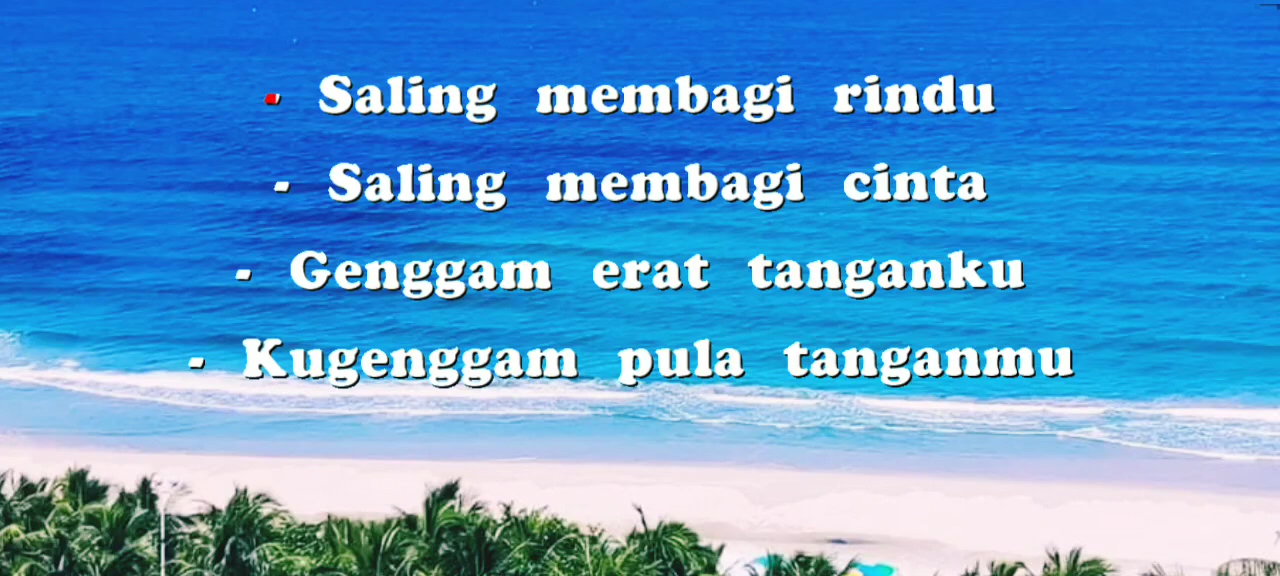 - Saling membagi rindu
- Saling membagi cinta
- Genggam erat tanganku
- Kugenggam pula tanganmu